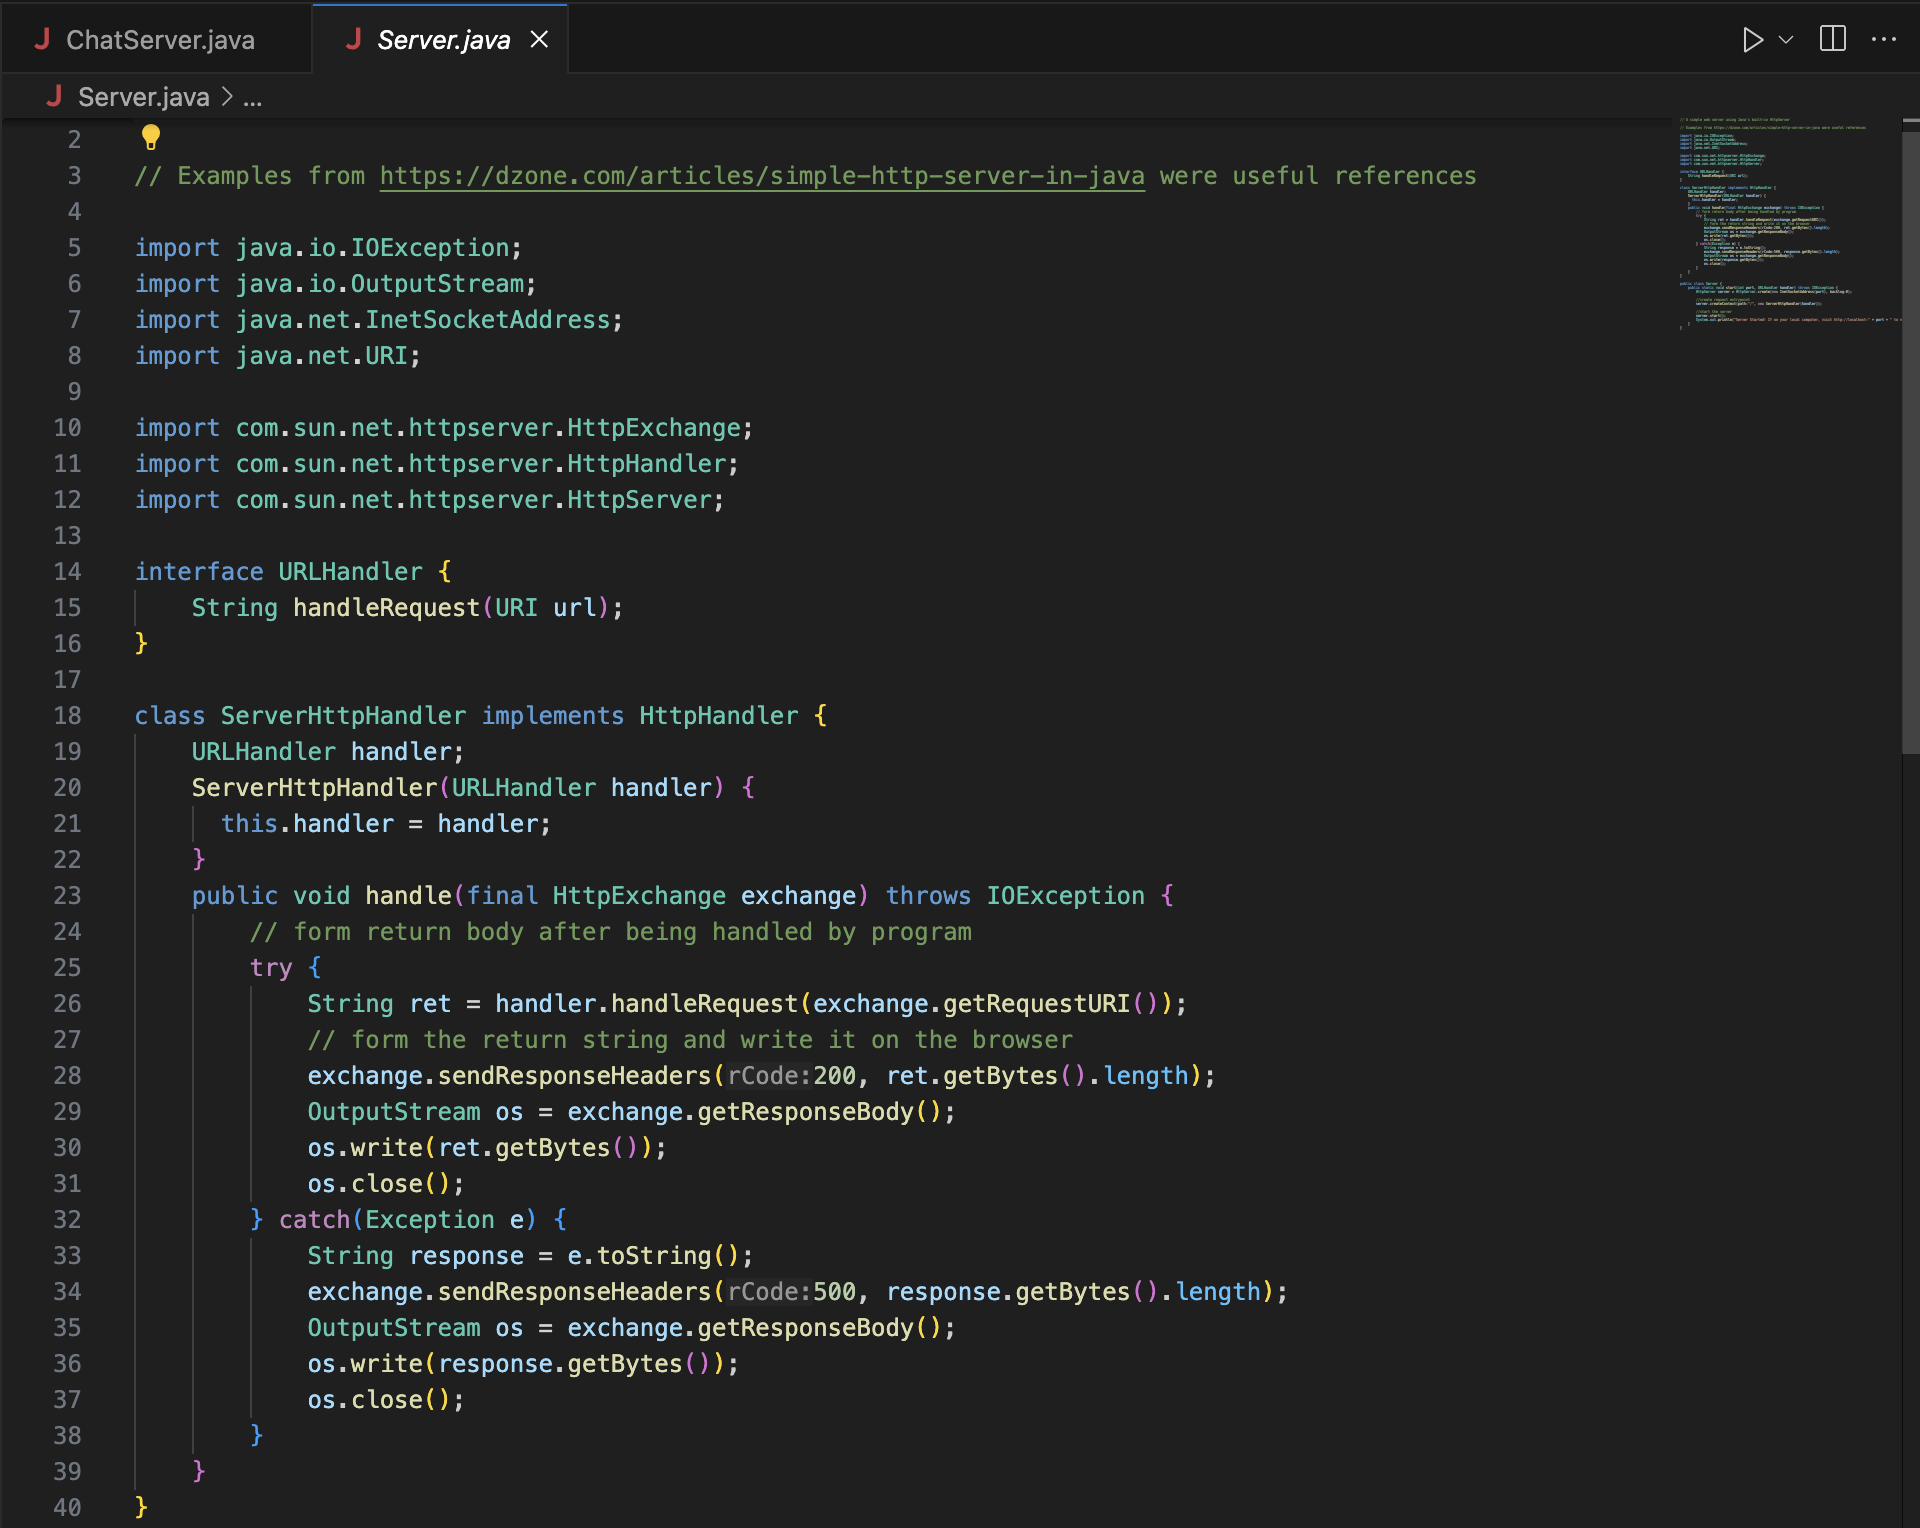 ChatServer.java
Server.java
Server.java > ...
2
3 // Examples from https://dzone.com/articles/simple-http-server-in-java were useful references
4
5 import java.io.IOException;
6 import java.io.OutputStream;
7 import java.net.InetSocketAddress;
8 import java.net.URI;
9
10 import com.sun.net.httpserver.HttpExchange;
11 import com.sun.net.httpserver.HttpHandler;
12 import com.sun.net.httpserver.HttpServer;
13
14 interface URLHandler {
15     String handleRequest(URI url);
16 }
17
18 class ServerHttpHandler implements HttpHandler {
19     URLHandler handler;
20     ServerHttpHandler(URLHandler handler) {
21       this.handler = handler;
22     }
23     public void handle(final HttpExchange exchange) throws IOException {
24         // form return body after being handled by program
25         try {
26             String ret = handler.handleRequest(exchange.getRequestURI());
27             // form the return string and write it on the browser
28             exchange.sendResponseHeaders(rCode:200, ret.getBytes().length);
29             OutputStream os = exchange.getResponseBody();
30             os.write(ret.getBytes());
31             os.close();
32         } catch(Exception e) {
33             String response = e.toString();
34             exchange.sendResponseHeaders(rCode:500, response.getBytes().length);
35             OutputStream os = exchange.getResponseBody();
36             os.write(response.getBytes());
37             os.close();
38         }
39     }
40 }